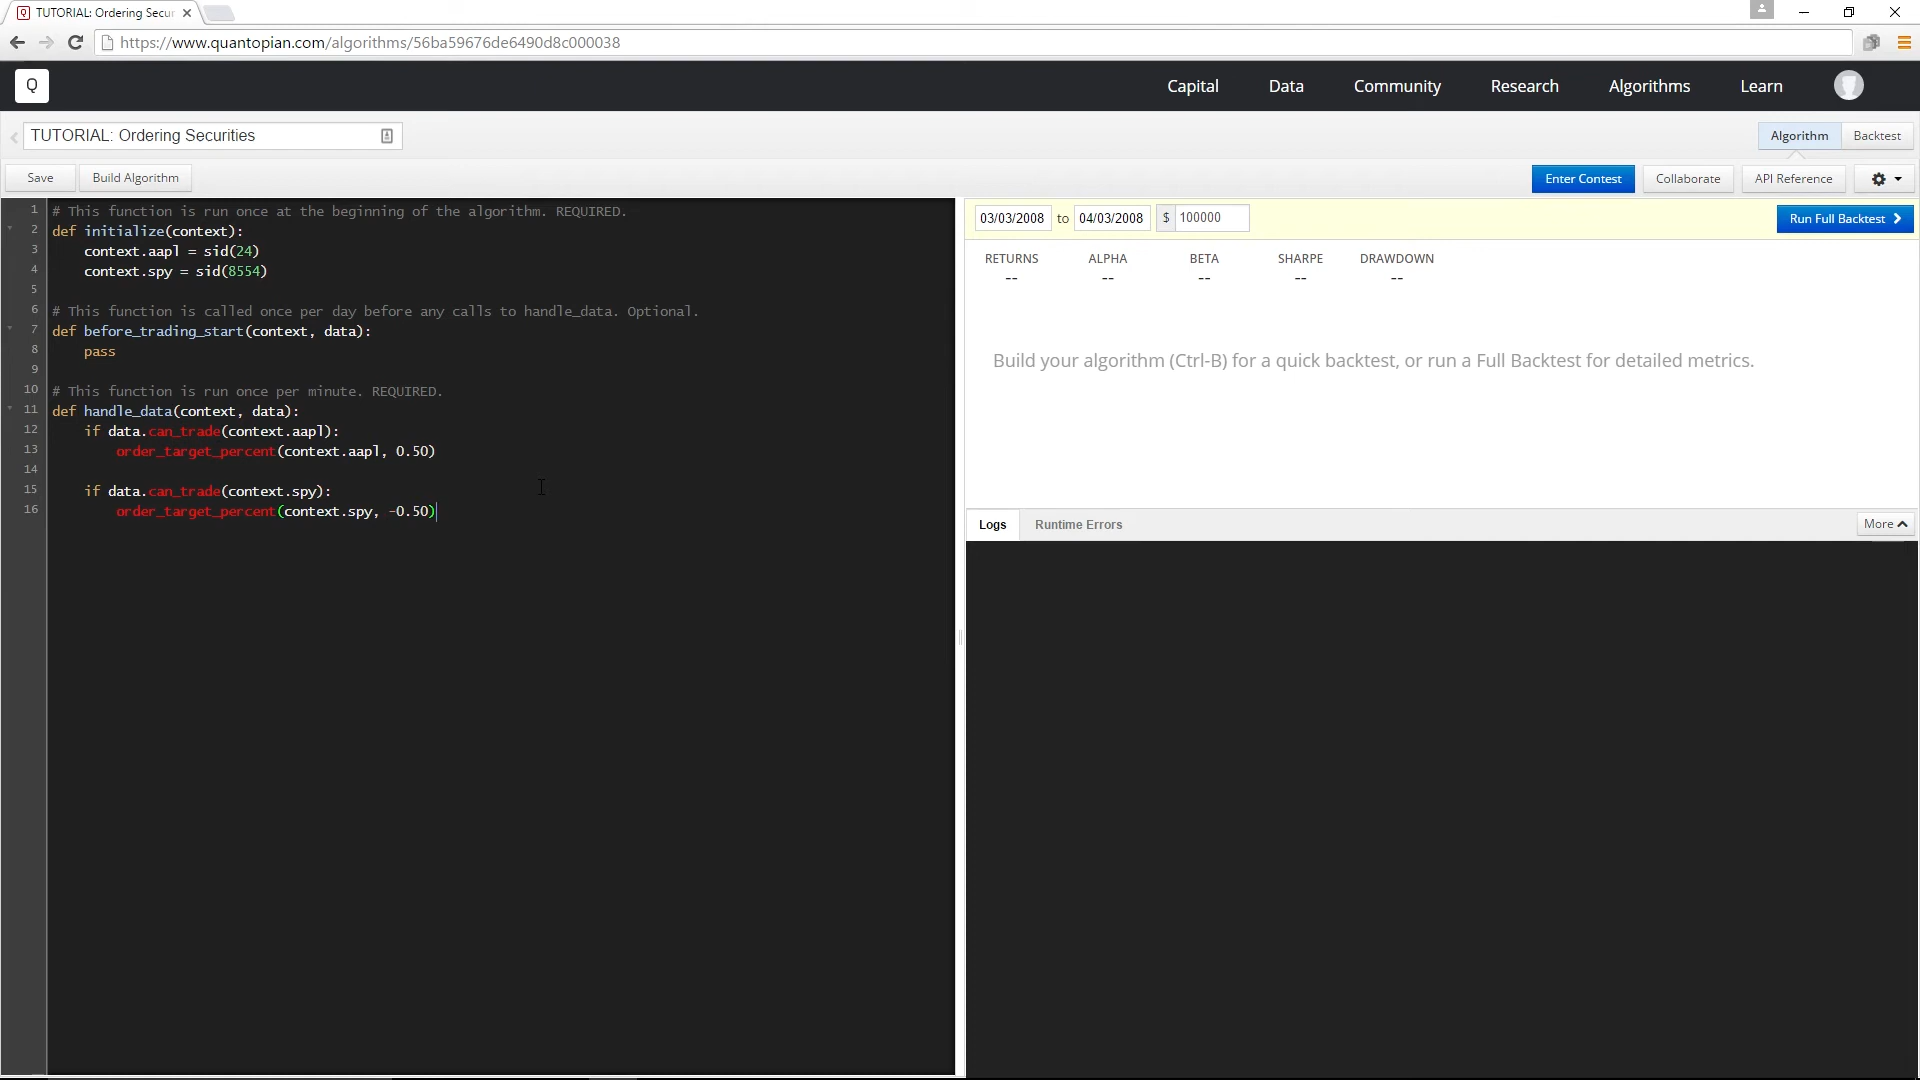 TUTORIAL: Ordering Secur
https://www.quantopian.com/algorithms/56ba59676de6490d8c000038
Q Capital Data Community Research Algorithms Learn
TUTORIAL: Ordering Securities Algorithm Backtest
Save Build Algorithm Enter Contest Collaborate API Reference
1 # This function is run once at the beginning of the algorithm. REQUIRED.
2 def initialize(context):
3 context.aapl = sid(24)
4 context.spy = sid(8554)
5
6 # This function is called once per day before any calls to handle_data. Optional.
7 def before_trading_start(context, data):
8 pass
9
10 # This function is run once per minute. REQUIRED.
11 def handle_data(context, data):
12 if data.can_trade(context.aapl):
13 order_target_percent(context.aapl, 0.50)
14
15 if data.can_trade(context.spy):
16 order_target_percent(context.spy, -0.50)
03/03/2008 to 04/03/2008 $ 100000 Run Full Backtest
RETURNS ALPHA BETA SHARPE DRAWDOWN
-- -- -- -- --
Build your algorithm (Ctrl-B) for a quick backtest, or run a Full Backtest for detailed metrics.
Logs Runtime Errors More